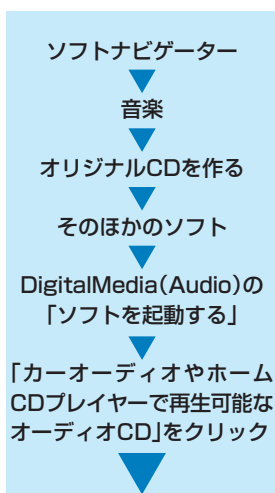 ソフトナビゲーター
音楽
オリジナルCDを作る
そのほかのソフト
DigitalMedia(Audio)の
「ソフトを起動する」
「カーオーディオやホーム
CDプレイヤーで再生可能な
オーディオCD」をクリック